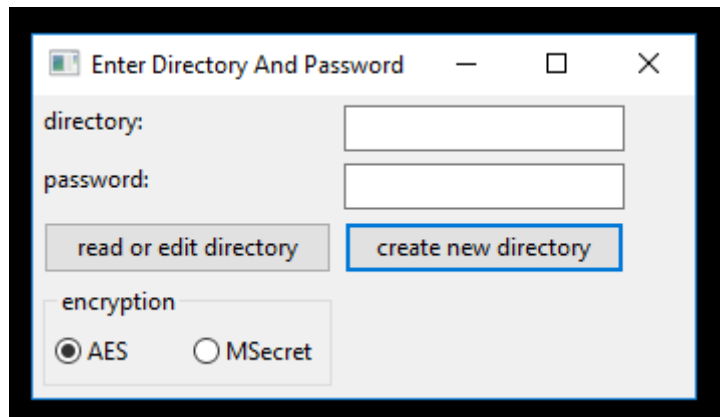 Enter Directory And Password
directory:
password:
read or edit directory create new directory
encryption
AES MSecret